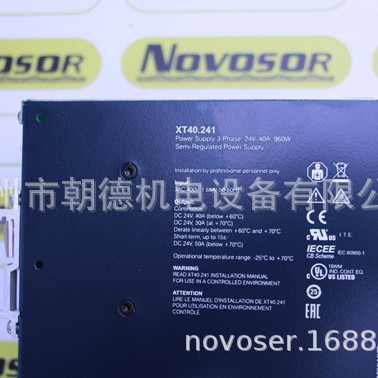 Novosor
Novosor
Novosor
XT40.241
Power Supply 3-Phase 24V 40A 960W
Semi-Regulated Power Supply
Installation by professional personnel only
州市朝德机电设备有限公
Continuous
DC 24V, 40A (below +60°C)
DC 24V, 30A (at +70°C)
Derate linearly between +60°C and +70°C
Short-term, up to 15s
DC 24V, 50A (below +70°C)
Operational temperature range: -25°C to +70°C
WARNING
READ XT40.241 INSTALLATION MANUAL
FOR USE IN A CONTROLLED ENVIRONMENT
ATTENTION
LIRE LE MANUEL D'INSTALLATION DE XT40.241
POUR UTILISATION EN ENVIRONNEMENT
CONTRÔLÉ
US
I. T. E.
IECEE
CB Scheme
IEC 60950-1
18WM
IND. CONT. EQ.
US LISTED
25
EAC
novoser.1688